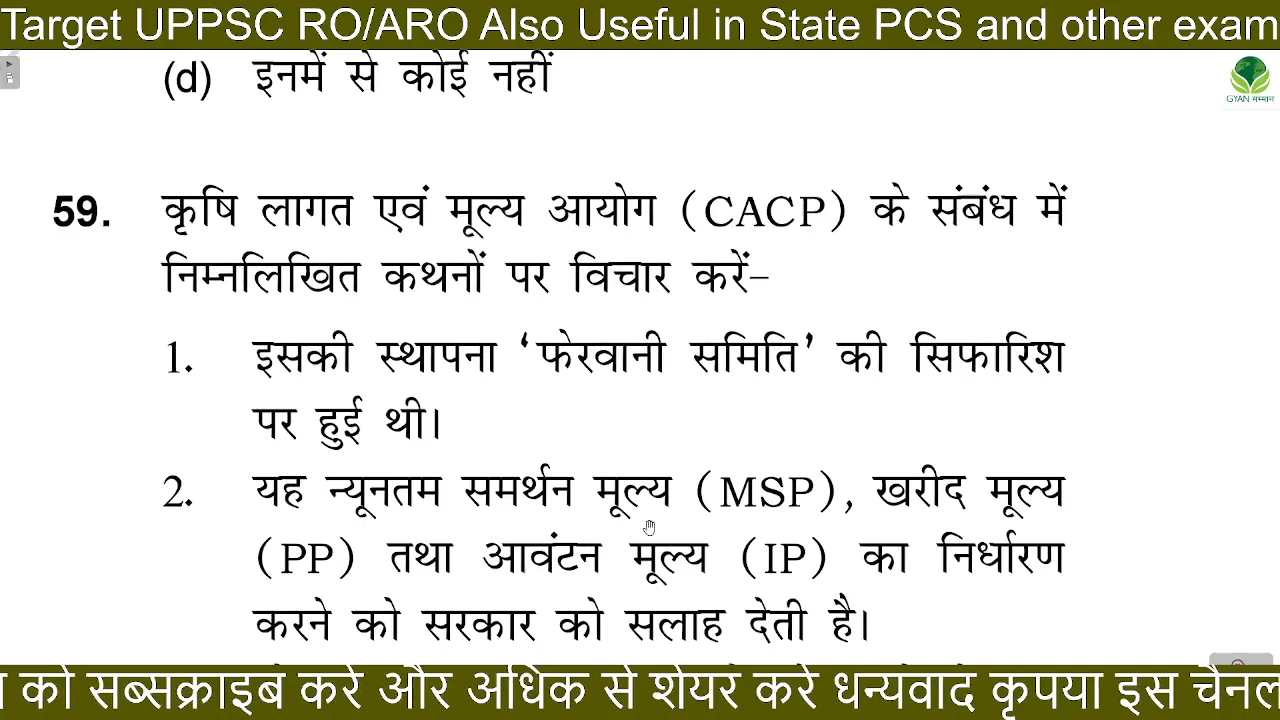 Target UPPSC RO/ARO Also Useful in State PCS and other exam
(d) इनमें से कोई नहीं
GYAN सम्मान
59. कृषि लागत एवं मूल्य आयोग (CACP) के संबंध में
निम्नलिखित कथनों पर विचार करें-
1. इसकी स्थापना ‘फेरवानी समिति’ की सिफारिश
पर हुई थी।
2. यह न्यूनतम समर्थन मूल्य (MSP), खरीद मूल्य
(PP) तथा आवंटन मूल्य (IP) का निर्धारण
करने को सरकार को सलाह देती है।
को सब्सक्राइब करे और अधिक से शेयर करे धन्यवाद कृपया इस चैनल